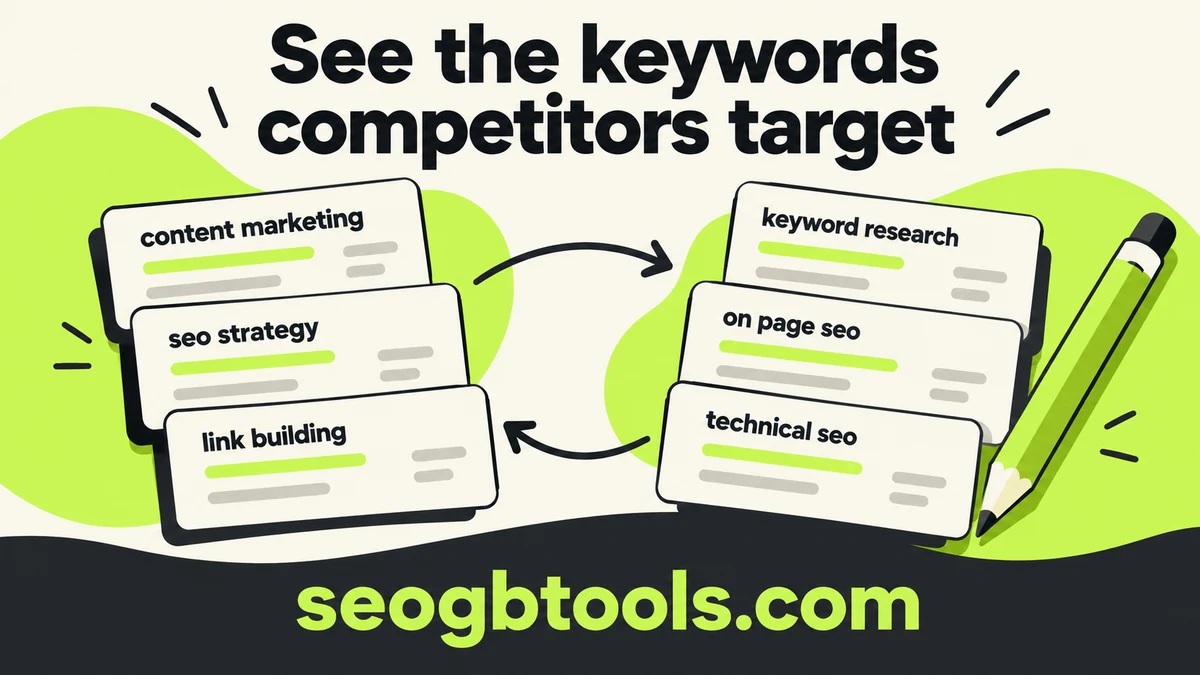 See the keywords
competitors target
content marketing
seo strategy
link building
keyword research
on page seo
technical seo
seogbtools.com